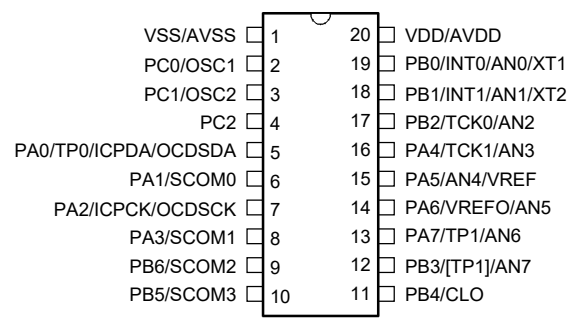 VSS/AVSS 1 20 VDD/AVDD
PC0/OSC1 2 19 PB0/INT0/AN0/XT1
PC1/OSC2 3 18 PB1/INT1/AN1/XT2
PC2 4 17 PB2/TCK0/AN2
PA0/TP0/ICPDA/OCDSDA 5 16 PA4/TCK1/AN3
PA1/SCOM0 6 15 PA5/AN4/VREF
PA2/ICPCK/OCDSCK 7 14 PA6/VREFO/AN5
PA3/SCOM1 8 13 PA7/TP1/AN6
PB6/SCOM2 9 12 PB3/[TP1]/AN7
PB5/SCOM3 10 11 PB4/CLO